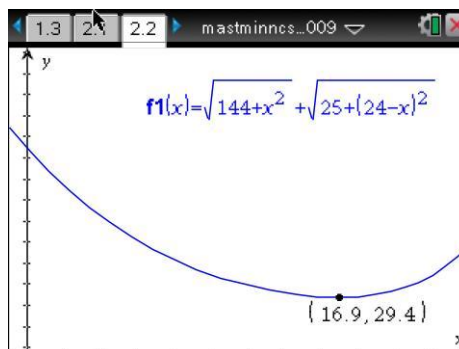 1.3 2.2 mastminncs...009
y
f1(x)=√144+x² +√25+(24-x)²
(16.9,29.4)
x